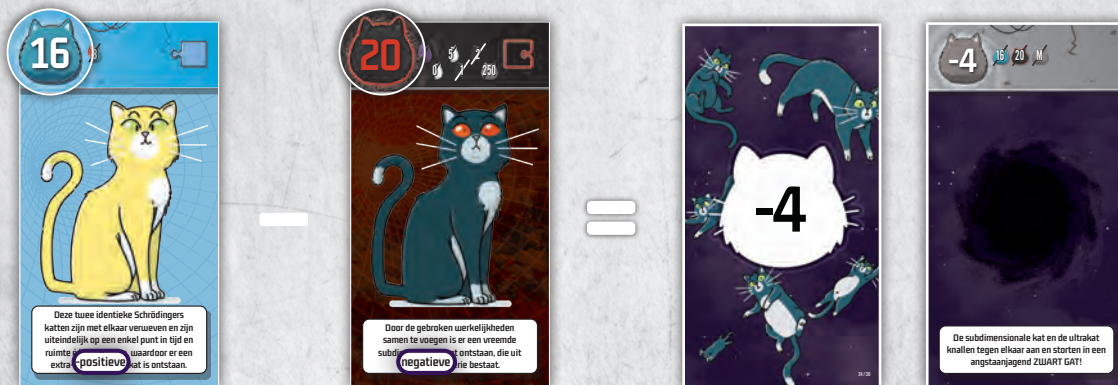 16
Deze twee identieke Schrödingers
katten zijn met elkaar verweven en zijn
uiteindelijk op een enkel punt in tijd en
ruimte waardoor er een
extra -positieve kat is ontstaan.
20
0 5 1 2 250
Door de gebroken werkelijkheden
samen te voegen is er een vreemde
ontstaan, die uit
negatieve bestaat.
-4
-4 16 20 M
De subdimensionale kat en de ultrakat
knallen tegen elkaar aan en storten in een
angstaanjagend ZWART GAT!